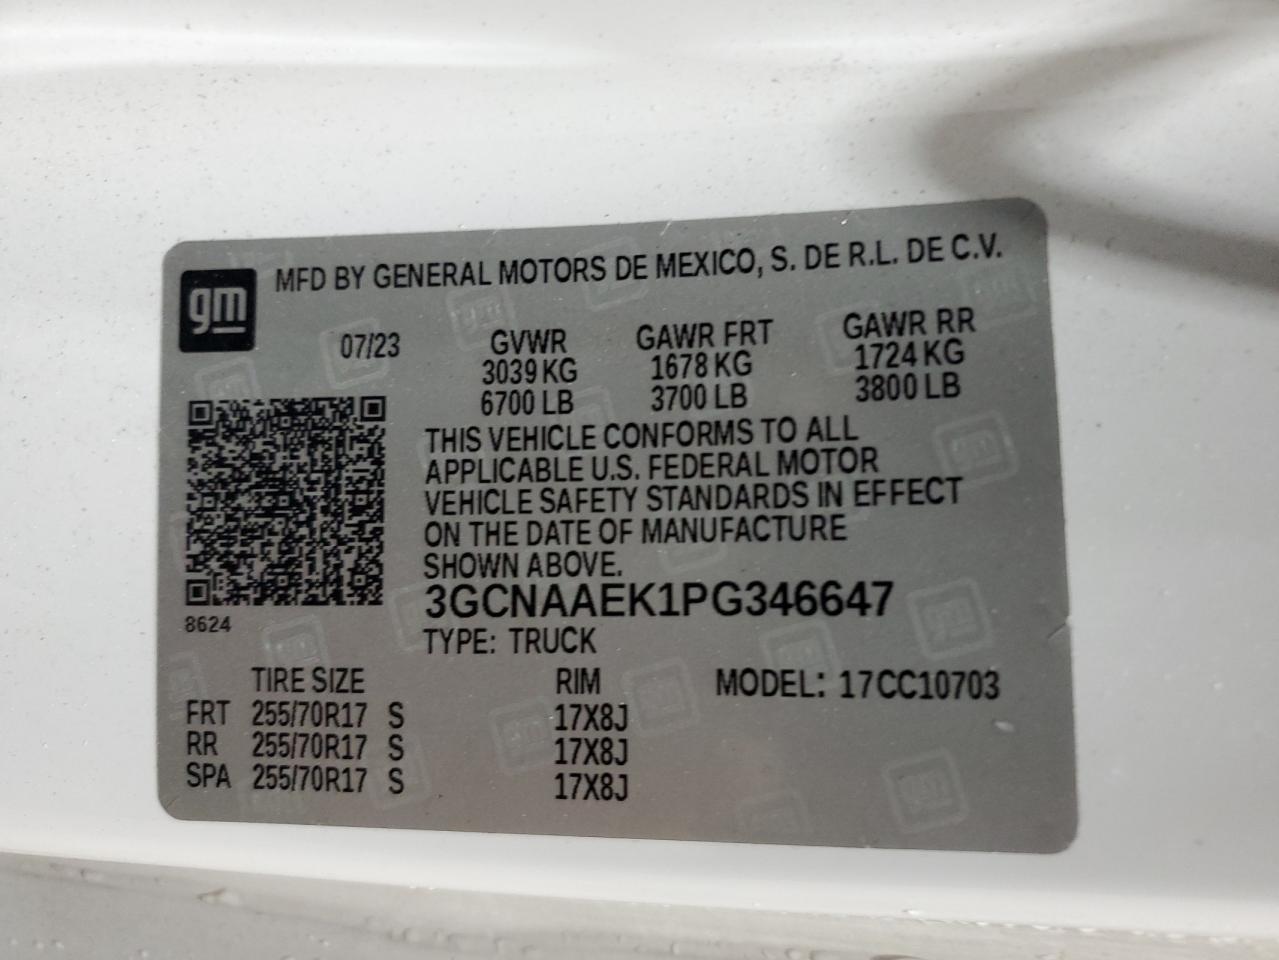 gm
MFD BY GENERAL MOTORS DE MEXICO, S. DE R.L. DE C.V.
07/23 GVWR GAWR FRT GAWR RR
3039 KG 1678 KG 1724 KG
6700 LB 3700 LB 3800 LB
THIS VEHICLE CONFORMS TO ALL
APPLICABLE U.S. FEDERAL MOTOR
VEHICLE SAFETY STANDARDS IN EFFECT
ON THE DATE OF MANUFACTURE
SHOWN ABOVE.
3GCNAAEK1PG346647
8624
TYPE: TRUCK
TIRE SIZE RIM MODEL: 17CC10703
FRT 255/70R17 S 17X8J
RR 255/70R17 S 17X8J
SPA 255/70R17 S 17X8J